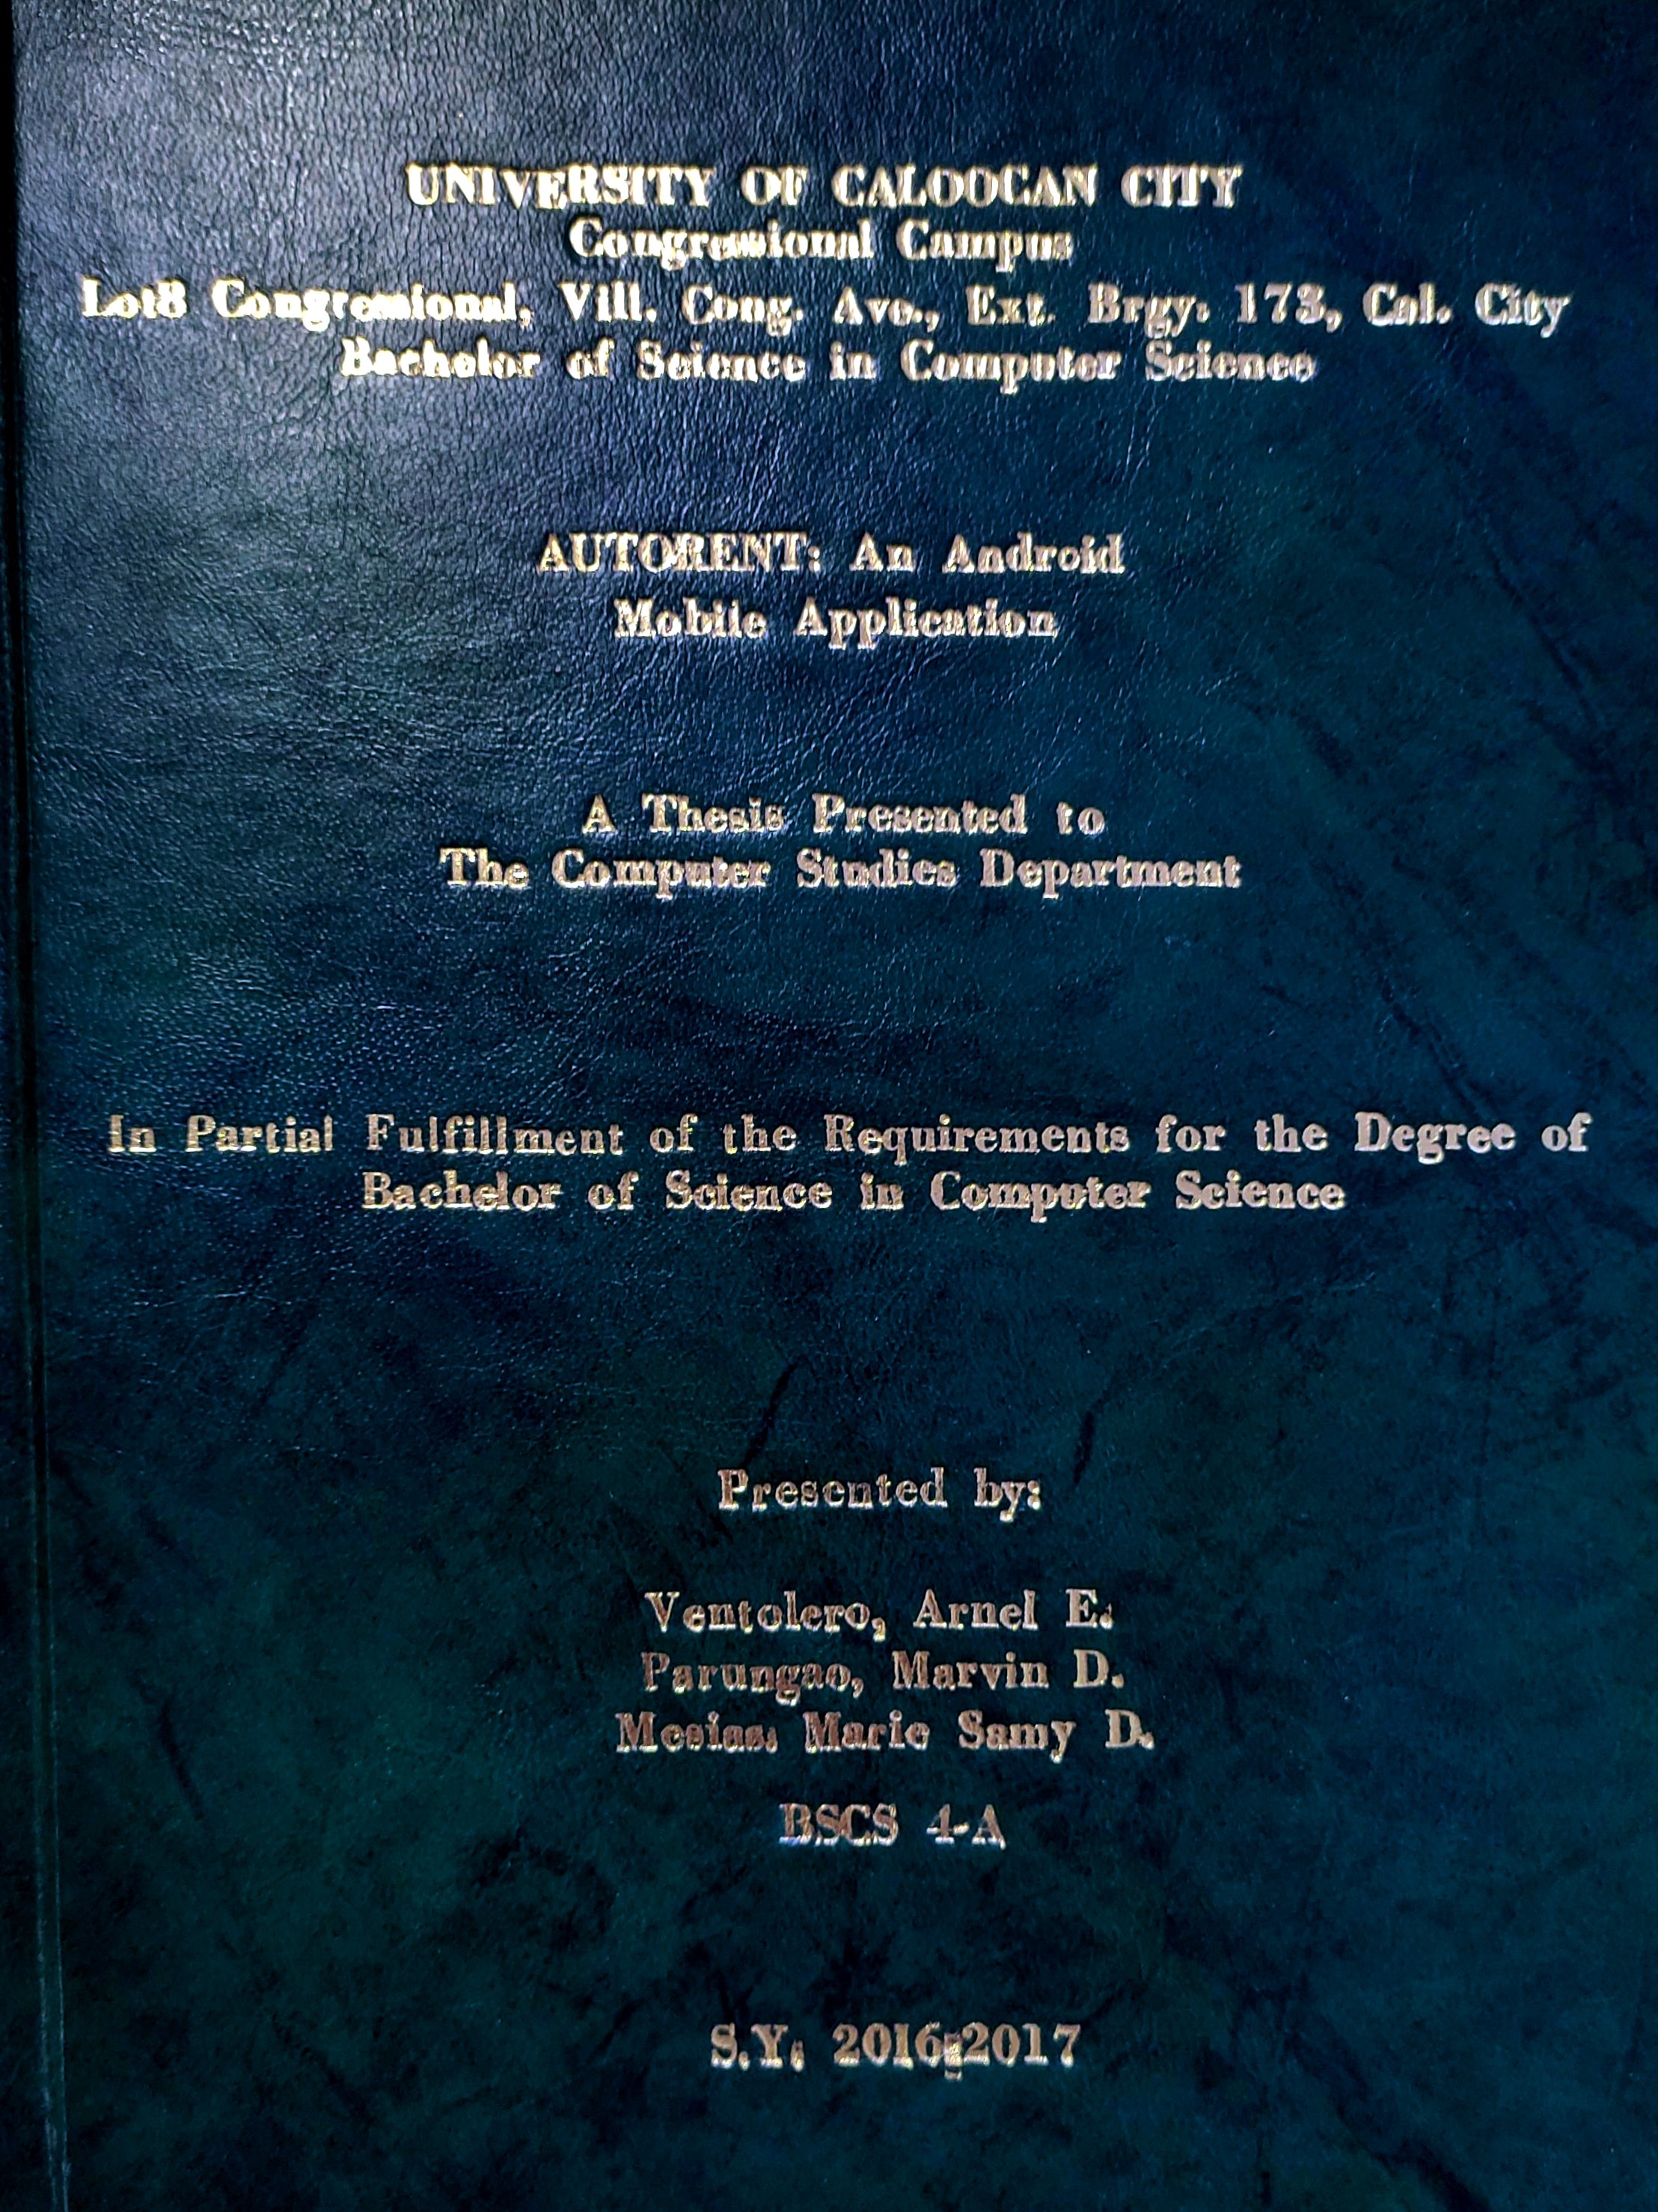 UNIVERSITY OF CALOOCAN CITY
Congressional Campus
Lot8 Congressional, Vill. Cong. Ave., Ext. Brgy. 173, Cal. City
Bachelor of Science in Computer Science
AUTORENT: An Android
Mobile Application
A Thesis Presented to
The Computer Studies Department
In Partial Fulfillment of the Requirements for the Degree of
Bachelor of Science in Computer Science
Presented by:
Ventolero, Arnel E.
Parungao, Marvin D.
Mesias, Marie Samy D.
BSCS 4-A
S.Y. 2016-2017